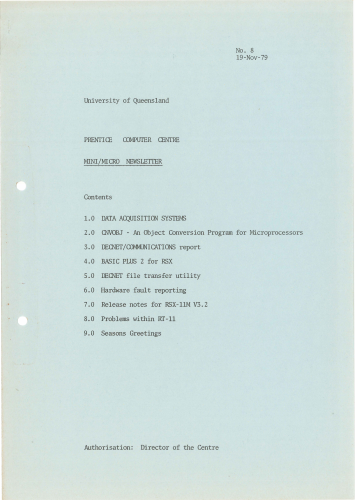 No. 8
19-Nov-79
University of Queensland
PRENTICE COMPUTER CENTRE
MINI/MICRO NEWSLETTER
Contents
1.0 DATA ACQUISITION SYSTEMS
2.0 CNVOBJ - An Object Conversion Program for Microprocessors
3.0 DECNET/COMMUNICATIONS report
4.0 BASIC PLUS 2 for RSX
5.0 DECNET file transfer utility
6.0 Hardware fault reporting
7.0 Release notes for RSX-11M V3.2
8.0 Problems within RT-11
9.0 Seasons Greetings
Authorisation: Director of the Centre